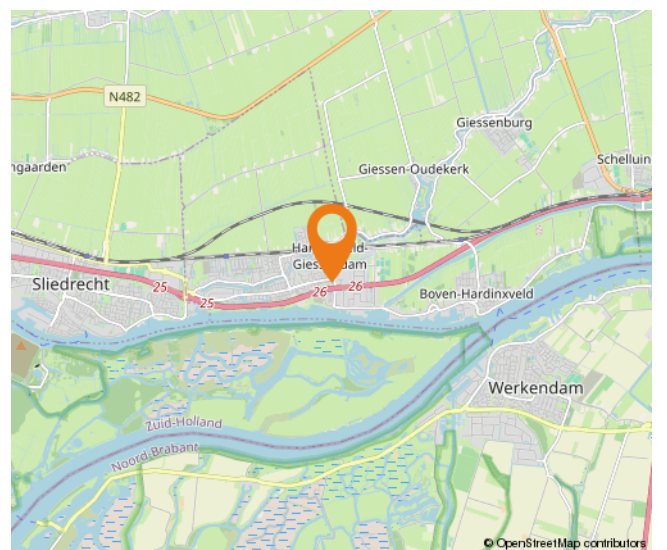 N482
Giessenburg
Schelluin
ngaarden
Giessen-Oudekerk
Giessendam
Sliedrecht
25
25
26
26
Boven-Hardinxveld
Werkendam
Zuid-Holland
Noord-Brabant
© OpenStreetMap contributors